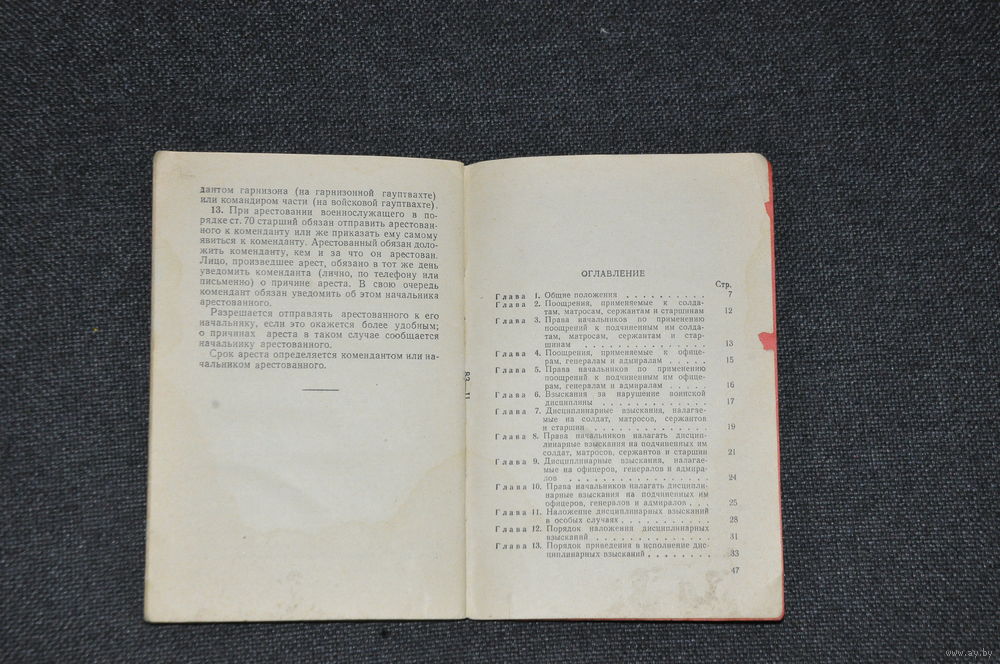 дантом гарнизона (на гарнизонной гауптвахте)
или командиром части (на войсковой гауптвахте).
13. При арестовании военнослужащего в по-
рядке ст. 70 старший обязан отправить арестован-
ного к коменданту или же приказать ему самому
явиться к коменданту. Арестованный обязан доло-
жить коменданту, кем и за что он арестован.
Лицо, произведшее арест, обязано в тот же день
уведомить коменданта (лично, по телефону или
письменно) о причине ареста. В свою очередь
комендант обязан уведомить об этом начальника
арестованного.
Разрешается отправлять арестованного к его
начальнику, если это окажется более удобным;
о причинах ареста в таком случае сообщается
начальнику арестованного.
Срок ареста определяется комендантом или на-
чальником арестованного.
ОГЛАВЛЕНИЕ
Стр.
Глава 1. Общие положения . . . . . . . . . . 7
Глава 2. Поощрения, применяемые к солда-
там, матросам, сержантам и старшинам 12
Глава 3. Права начальников по применению
поощрений к подчиненным им солда-
там, матросам, сержантам и стар-
шинам . . . . . . . . . . . . . . 13
Глава 4. Поощрения, применяемые к офице-
рам, генералам и адмиралам . . . . . 15
Глава 5. Права начальников по применению
поощрений к подчиненным им офице-
рам, генералам и адмиралам . . . . . 16
Глава 6. Взыскания за нарушение воинской
дисциплины . . . . . . . . . . . . 17
Глава 7. Дисциплинарные взыскания, налагае-
мые на солдат, матросов, сержантов
и старшин . . . . . . . . . . . . . 19
Глава 8. Права начальников налагать дисцип-
линарные взыскания на подчиненных им
солдат, матросов, сержантов и старшин 21
Глава 9. Дисциплинарные взыскания, налагае-
мые на офицеров, генералов и адмира-
лов . . . . . . . . . . . . . . . . 24
Глава 10. Права начальников налагать дисципли-
нарные взыскания на подчиненных им
офицеров, генералов и адмиралов . . 25
Глава 11. Наложение дисциплинарных взысканий
в особых случаях . . . . . . . . . . 28
Глава 12. Порядок наложения дисциплинарных
взысканий . . . . . . . . . . . . . 31
Глава 13. Порядок приведения в исполнение дис-
циплинарных взысканий . . . . . . . . 33
47
www.ay.by